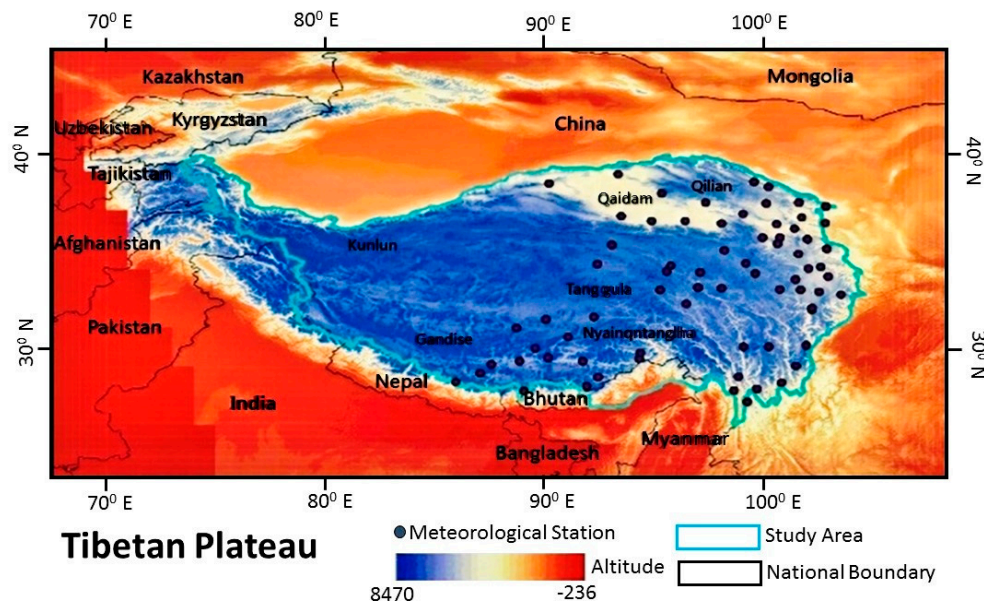 70⁰ E 80⁰ E 90⁰ E 100⁰ E
Kazakhstan
Mongolia
Uzbekistan
Kyrgyzstan
China
40⁰ N
40⁰ N
Tajikistan
Qilian
Qaidam
Afghanistan
Kunlun
Tanggula
Pakistan
Gandise
Nyainqntanglha
30⁰ N
30⁰ N
Nepal
Bhutan
India
Myanmar
Bangladesh
70⁰ E 80⁰ E 90⁰ E 100⁰ E
Tibetan Plateau
Meteorological Station
Study Area
Altitude
National Boundary
8470 -236